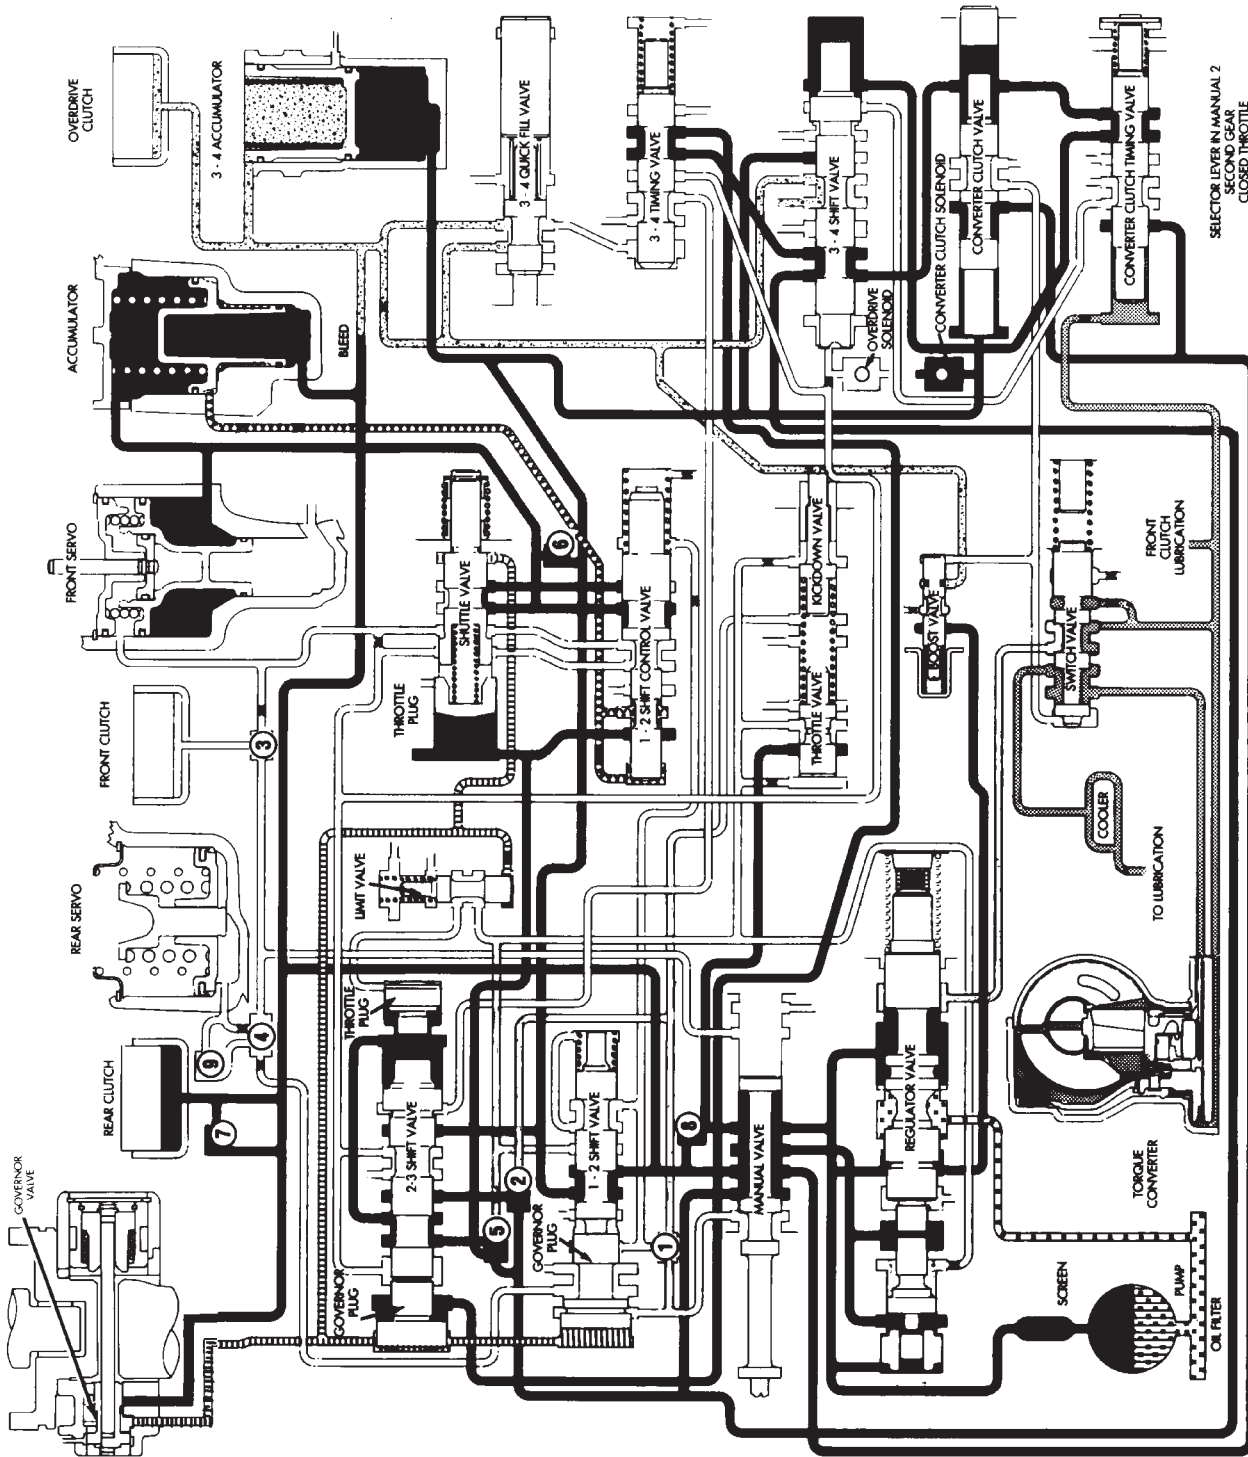 OVERDRIVE
CLUTCH
3 - 4 ACCUMULATOR
3 - 4 QUICK FILL VALVE
3 - 4 TIMING VALVE
3 - 4 SHIFT VALVE
CONVERTER CLUTCH SOLENOID
CONVERTER CLUTCH VALVE
CONVERTER CLUTCH TIMING VALVE
SELECTOR LEVER IN MANUAL 2
SECOND GEAR
CLOSED THROTTLE
ACCUMULATOR
BLEED
OVERDRIVE
SOLENOID
FRONT SERVO
SHUTTLE VALVE
6
1 - 2 SHIFT CONTROL VALVE
KICKDOWN VALVE
BOOST VALVE
FRONT
CLUTCH
LUBRICATION
FRONT CLUTCH
3
THROTTLE
PLUG
THROTTLE VALVE
SWITCH VALVE
COOLER
TO LUBRICATION
REAR SERVO
LIMIT VALVE
REAR CLUTCH
9
4
7
THROTTLE
PLUG
2-3 SHIFT VALVE
1 - 2 SHIFT VALVE
8
MANUAL VALVE
REGULATOR VALVE
TORQUE
CONVERTER
GOVERNOR
VALVE
GOVERNOR
PLUG
5
2
GOVERNOR
PLUG
1
SCREEN
PUMP
OIL FILTER